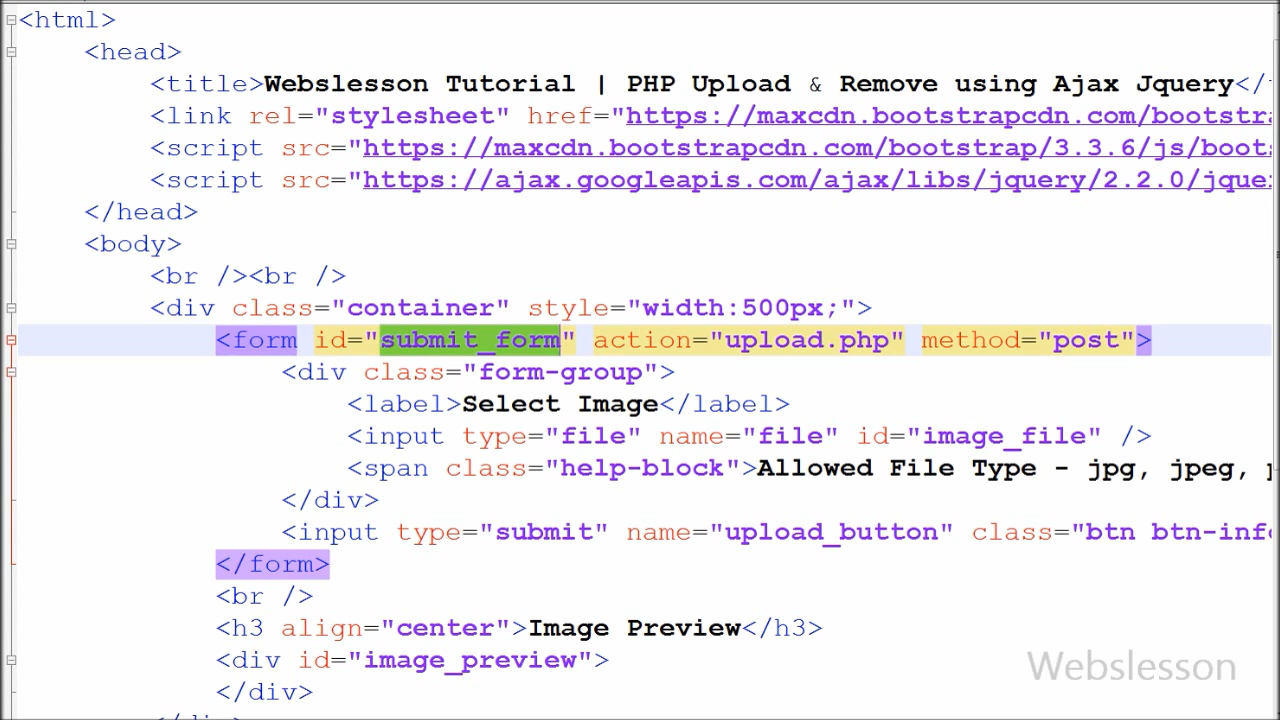 <html>
<head>
<title>Webslesson Tutorial | PHP Upload & Remove using Ajax Jquery</
<link rel="stylesheet" href="https://maxcdn.bootstrapcdn.com/bootstra
<script src="https://maxcdn.bootstrapcdn.com/bootstrap/3.3.6/js/boots
<script src="https://ajax.googleapis.com/ajax/libs/jquery/2.2.0/jque
</head>
<body>
<br /><br />
<div class="container" style="width:500px;">
<form id="submit_form" action="upload.php" method="post">
<div class="form-group">
<label>Select Image</label>
<input type="file" name="file" id="image_file" />
<span class="help-block">Allowed File Type - jpg, jpeg,
</div>
<input type="submit" name="upload_button" class="btn btn-info
</form>
<br />
<h3 align="center">Image Preview</h3>
<div id="image_preview">
</div>
Webslesson